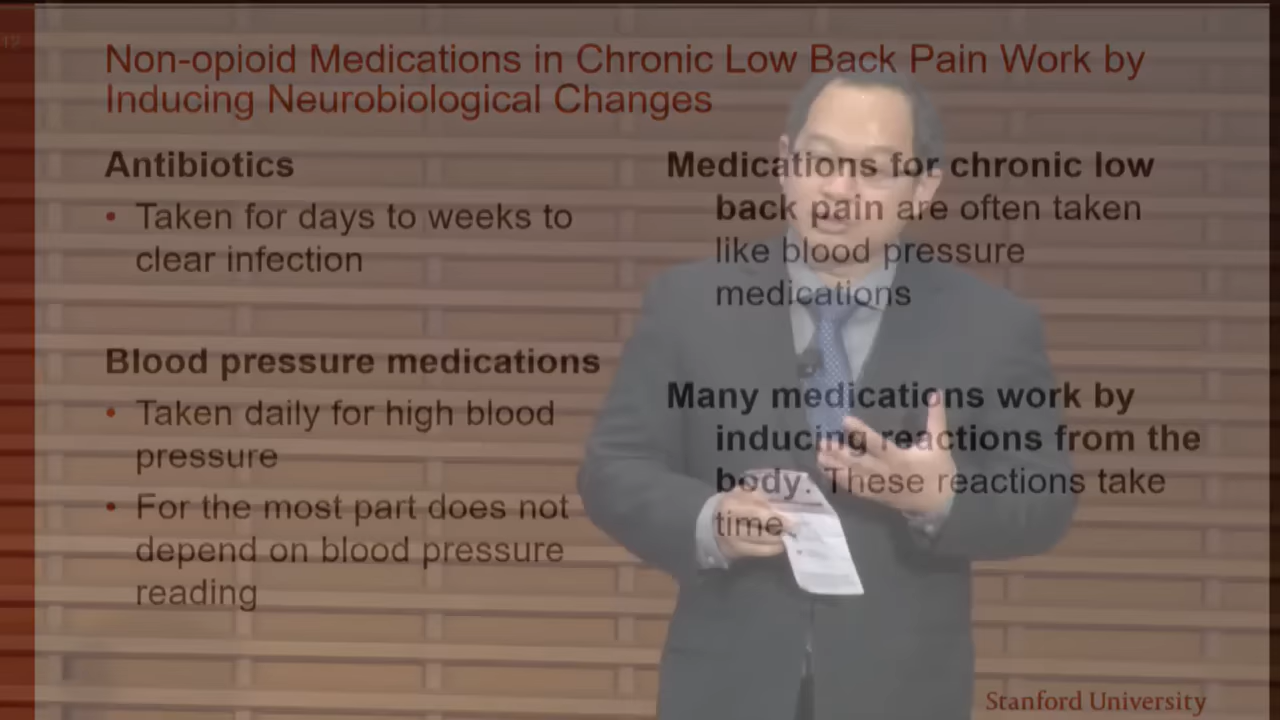 Non-opioid Medications in Chronic Low Back Pain Work by
Inducing Neurobiological Changes
Antibiotics
• Taken for days to weeks to
clear infection
Blood pressure medications
• Taken daily for high blood
pressure
• For the most part does not
depend on blood pressure
reading
Medications for chronic low
back pain are often taken
like blood pressure
medications
Many medications work by
inducing reactions from the
body. These reactions take
time.
Stanford University